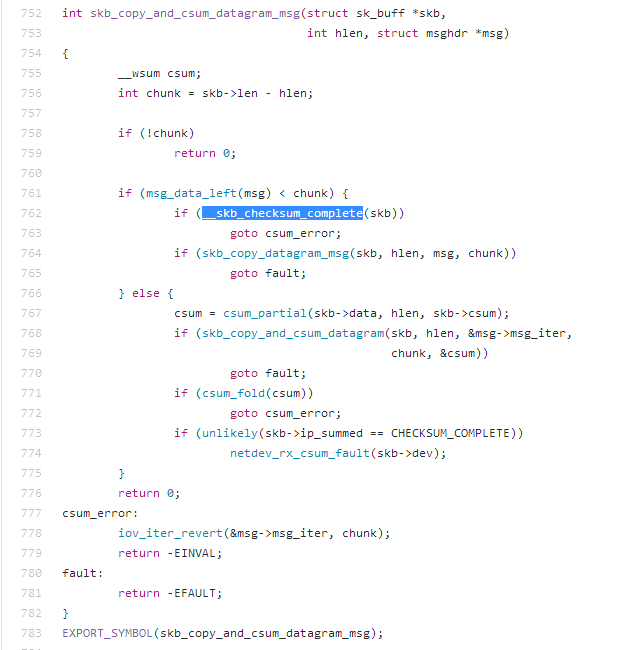 752 int skb_copy_and_csum_datagram_msg(struct sk_buff *skb,
753 int hlen, struct msghdr *msg)
754 {
755 __wsum csum;
756 int chunk = skb->len - hlen;
757
758 if (!chunk)
759 return 0;
760
761 if (msg_data_left(msg) < chunk) {
762 if (__skb_checksum_complete(skb))
763 goto csum_error;
764 if (skb_copy_datagram_msg(skb, hlen, msg, chunk))
765 goto fault;
766 } else {
767 csum = csum_partial(skb->data, hlen, skb->csum);
768 if (skb_copy_and_csum_datagram(skb, hlen, &msg->msg_iter,
769 chunk, &csum))
770 goto fault;
771 if (csum_fold(csum))
772 goto csum_error;
773 if (unlikely(skb->ip_summed == CHECKSUM_COMPLETE))
774 netdev_rx_csum_fault(skb->dev);
775 }
776 return 0;
777 csum_error:
778 iov_iter_revert(&msg->msg_iter, chunk);
779 return -EINVAL;
780 fault:
781 return -EFAULT;
782 }
783 EXPORT_SYMBOL(skb_copy_and_csum_datagram_msg);